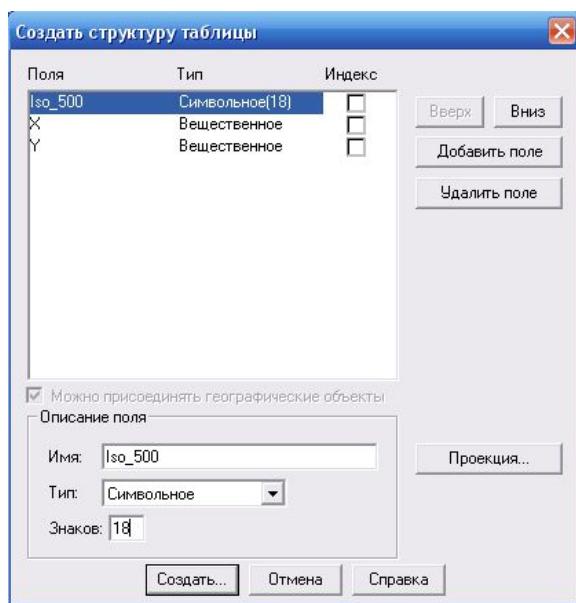 Создать структуру таблицы
Поля Тип Индекс
Iso_500 Символьное(18)
X Вещественное
Y Вещественное
Вверх Вниз
Добавить поле
Удалить поле
Можно присоединять географические объекты
Описание поля
Имя: Iso_500
Проекция...
Тип: Символьное
Знаков: 18
Создать... Отмена Справка